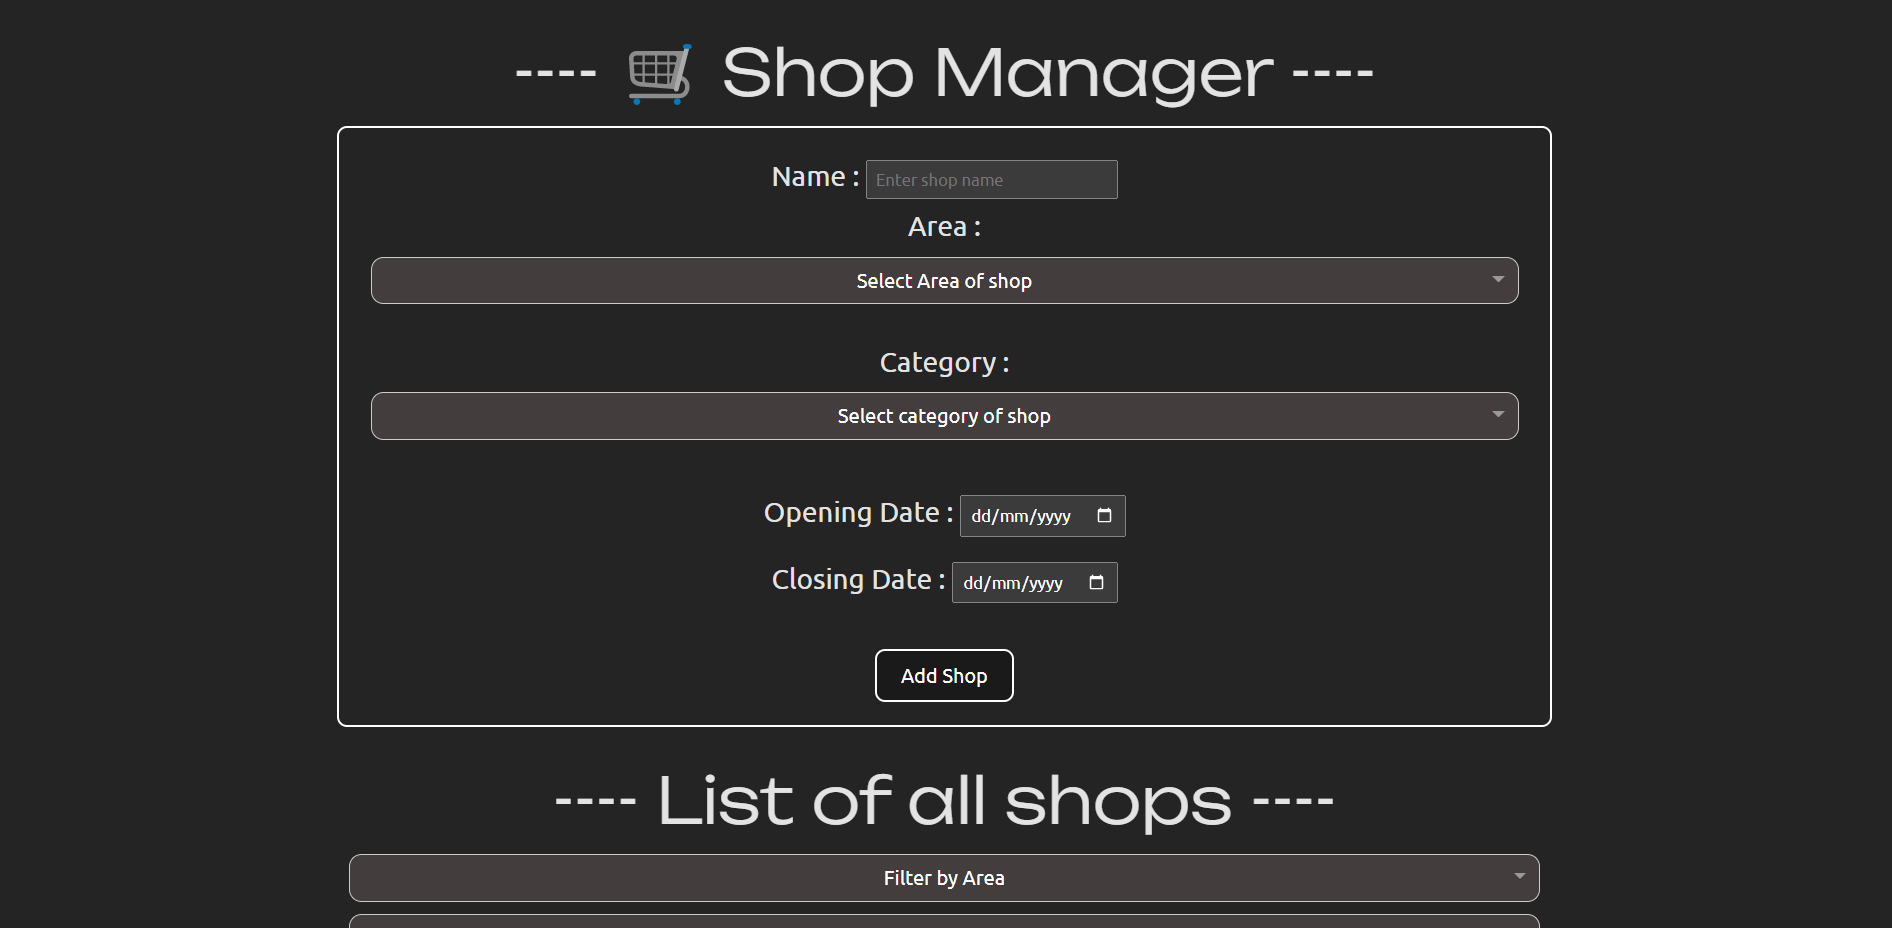 ---- 🛒 Shop Manager ----
Name : Enter shop name
Area :
Select Area of shop
Category :
Select category of shop
Opening Date : dd/mm/yyyy
Closing Date : dd/mm/yyyy
Add Shop
---- List of all shops ----
Filter by Area